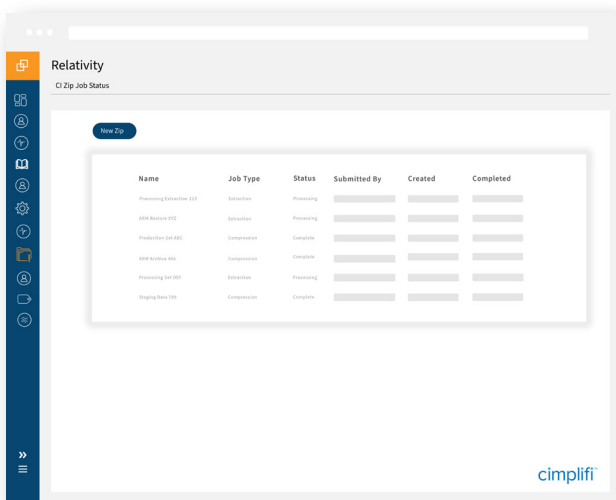 Relativity
CI Zip Job Status
New Zip
Name Job Type Status Submitted By Created Completed
Processing Extraction 123 Extraction Processing
ARM Restore XYZ Extraction Processing
Production Set ABC Compression Complete
ARM Archive Compression Complete
Processing Set DEF Extraction Processing
Staging Data 789 Compression Complete
cimplifi